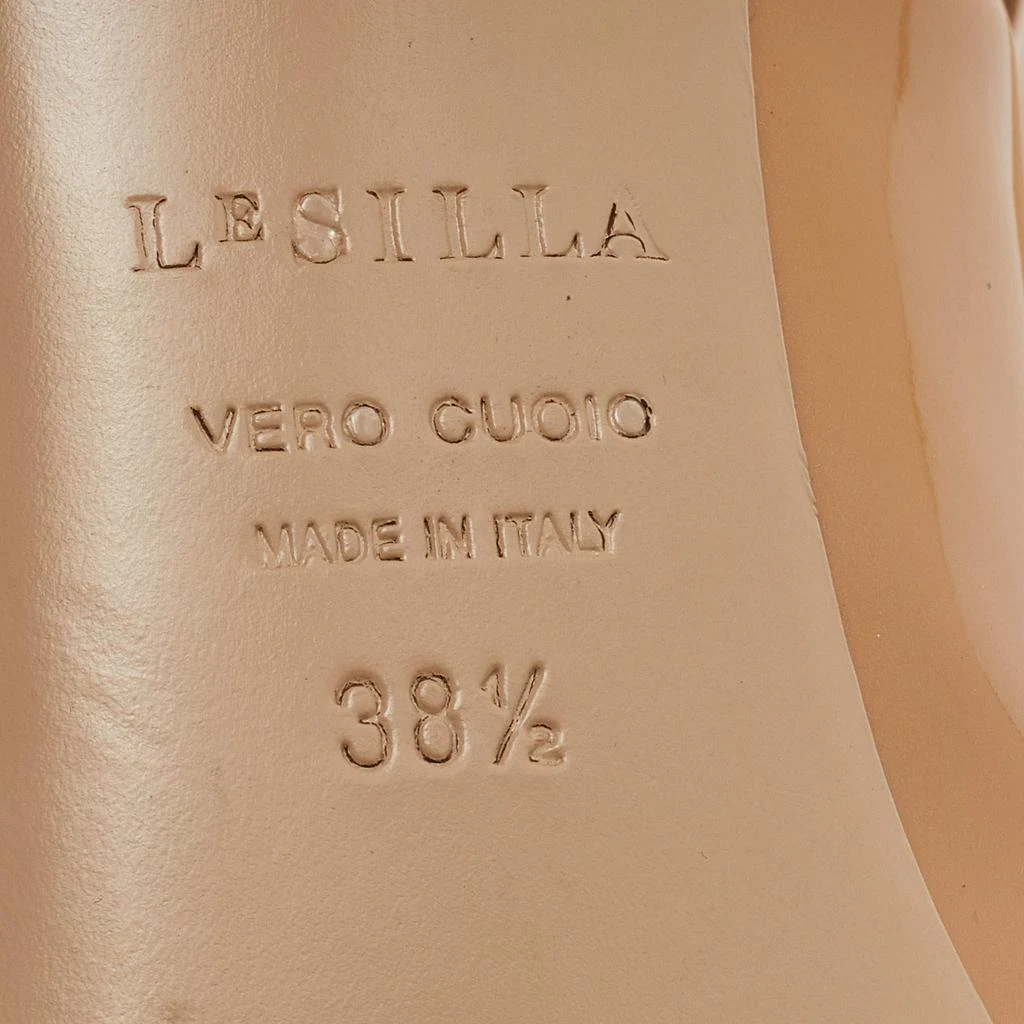 LESILLA
VERO CUOIO
MADE IN ITALY
38½